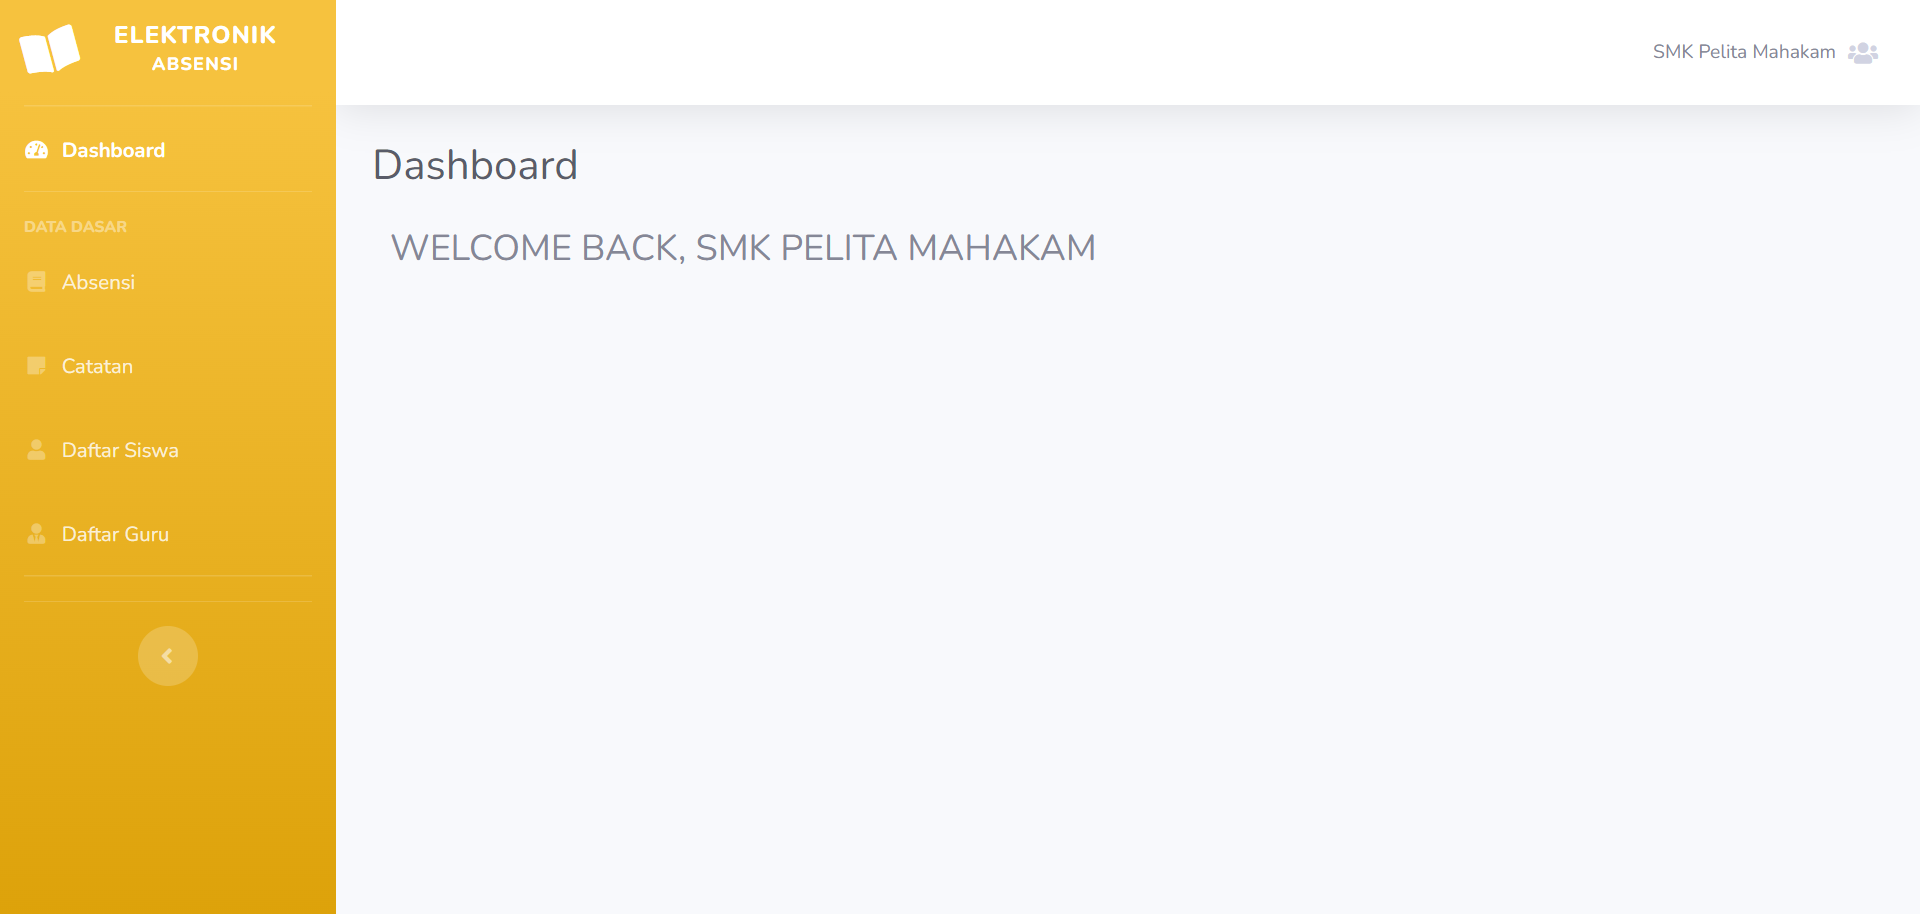 ELEKTRONIK
ABSENSI
Dashboard
DATA DASAR
Absensi
Catatan
Daftar Siswa
Daftar Guru
SMK Pelita Mahakam
Dashboard
WELCOME BACK, SMK PELITA MAHAKAM